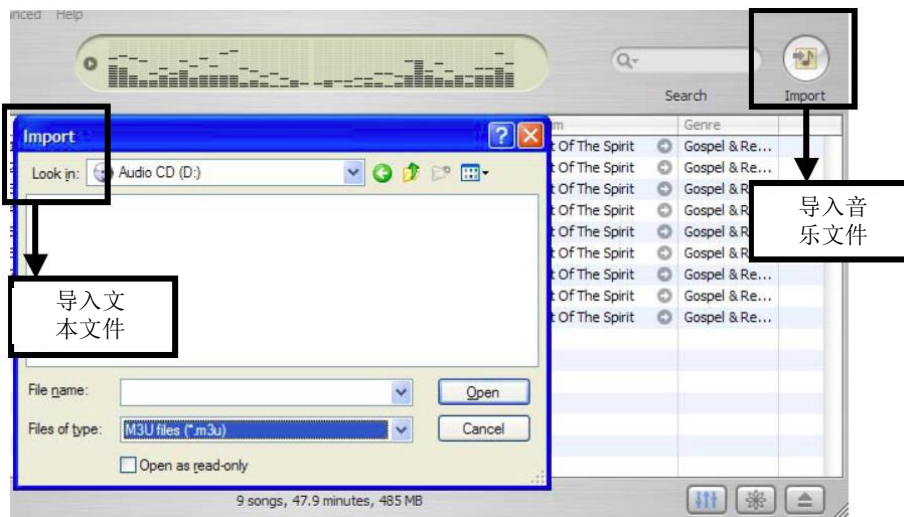 Help
Search
Import
Import
Genre
Look in: Audio CD (D:)
Of The Spirit Gospel & Re...
Of The Spirit Gospel & Re...
Of The Spirit Gospel & R
Of The Spirit Gospel & R
Of The Spirit Gospel & R
Of The Spirit Gospel & R
Of The Spirit Gospel & Re...
Of The Spirit Gospel & Re...
Of The Spirit Gospel & Re...
导入音
乐文件
导入文
本文件
File name:
Open
Files of type: M3U files (*.m3u)
Cancel
Open as read-only
9 songs, 47.9 minutes, 485 MB